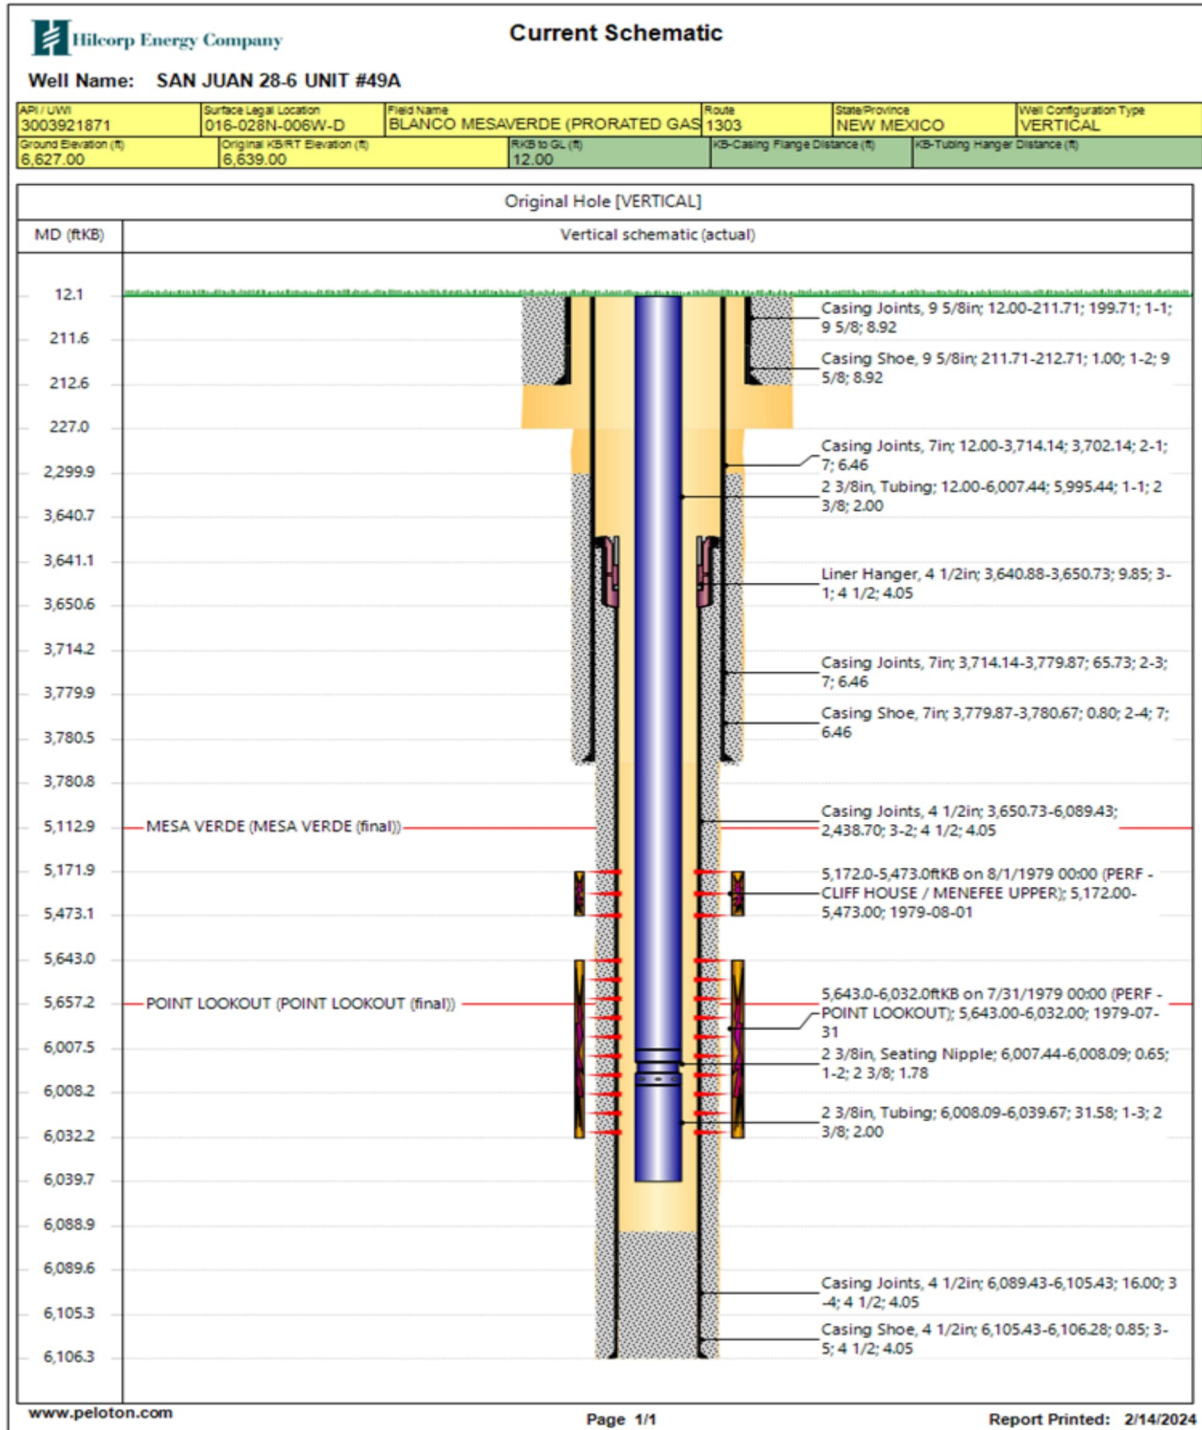 Hilcorp Energy Company
Current Schematic
Well Name: SAN JUAN 28-6 UNIT #49A
API / UWI
3003921871
Surface Legal Location
016-028N-006W-D
Field Name
BLANCO MESAVERDE (PRORATED GAS
Route
1303
State/Province
NEW MEXICO
Well Configuration Type
VERTICAL
Ground Elevation (ft)
6,627.00
Original KB/RT Elevation (ft)
6,639.00
RKB to GL (ft)
12.00
KB-Casing Flange Distance (ft)
KB-Tubing Hanger Distance (ft)
Original Hole [VERTICAL]
MD (ftKB)
Vertical schematic (actual)
12.1
211.6
212.6
227.0
2,299.9
3,640.7
3,641.1
3,650.6
3,714.2
3,779.9
3,780.5
3,780.8
5,112.9
5,171.9
5,473.1
5,643.0
5,657.2
6,007.5
6,008.2
6,032.2
6,039.7
6,088.9
6,089.6
6,105.3
6,106.3
MESA VERDE (MESA VERDE (final))
POINT LOOKOUT (POINT LOOKOUT (final))
Casing Joints, 9 5/8in; 12.00-211.71; 199.71; 1-1;
9 5/8; 8.92
Casing Shoe, 9 5/8in; 211.71-212.71; 1.00; 1-2; 9
5/8; 8.92
Casing Joints, 7in; 12.00-3,714.14; 3,702.14; 2-1;
7; 6.46
2 3/8in, Tubing; 12.00-6,007.44; 5,995.44; 1-1; 2
3/8; 2.00
Liner Hanger, 4 1/2in; 3,640.88-3,650.73; 9.85; 3-
1; 4 1/2; 4.05
Casing Joints, 7in; 3,714.14-3,779.87; 65.73; 2-3;
7; 6.46
Casing Shoe, 7in; 3,779.87-3,780.67; 0.80; 2-4; 7;
6.46
Casing Joints, 4 1/2in; 3,650.73-6,089.43;
2,438.70; 3-2; 4 1/2; 4.05
5,172.0-5,473.0ftKB on 8/1/1979 00:00 (PERF -
CLIFF HOUSE / MENEFEE UPPER); 5,172.00-
5,473.00; 1979-08-01
5,643.0-6,032.0ftKB on 7/31/1979 00:00 (PERF -
POINT LOOKOUT); 5,643.00-6,032.00; 1979-07-
31
2 3/8in, Seating Nipple; 6,007.44-6,008.09; 0.65;
1-2; 2 3/8; 1.78
2 3/8in, Tubing; 6,008.09-6,039.67; 31.58; 1-3; 2
3/8; 2.00
Casing Joints, 4 1/2in; 6,089.43-6,105.43; 16.00; 3
-4; 4 1/2; 4.05
Casing Shoe, 4 1/2in; 6,105.43-6,106.28; 0.85; 3-
5; 4 1/2; 4.05
www.peloton.com
Page 1/1
Report Printed: 2/14/2024